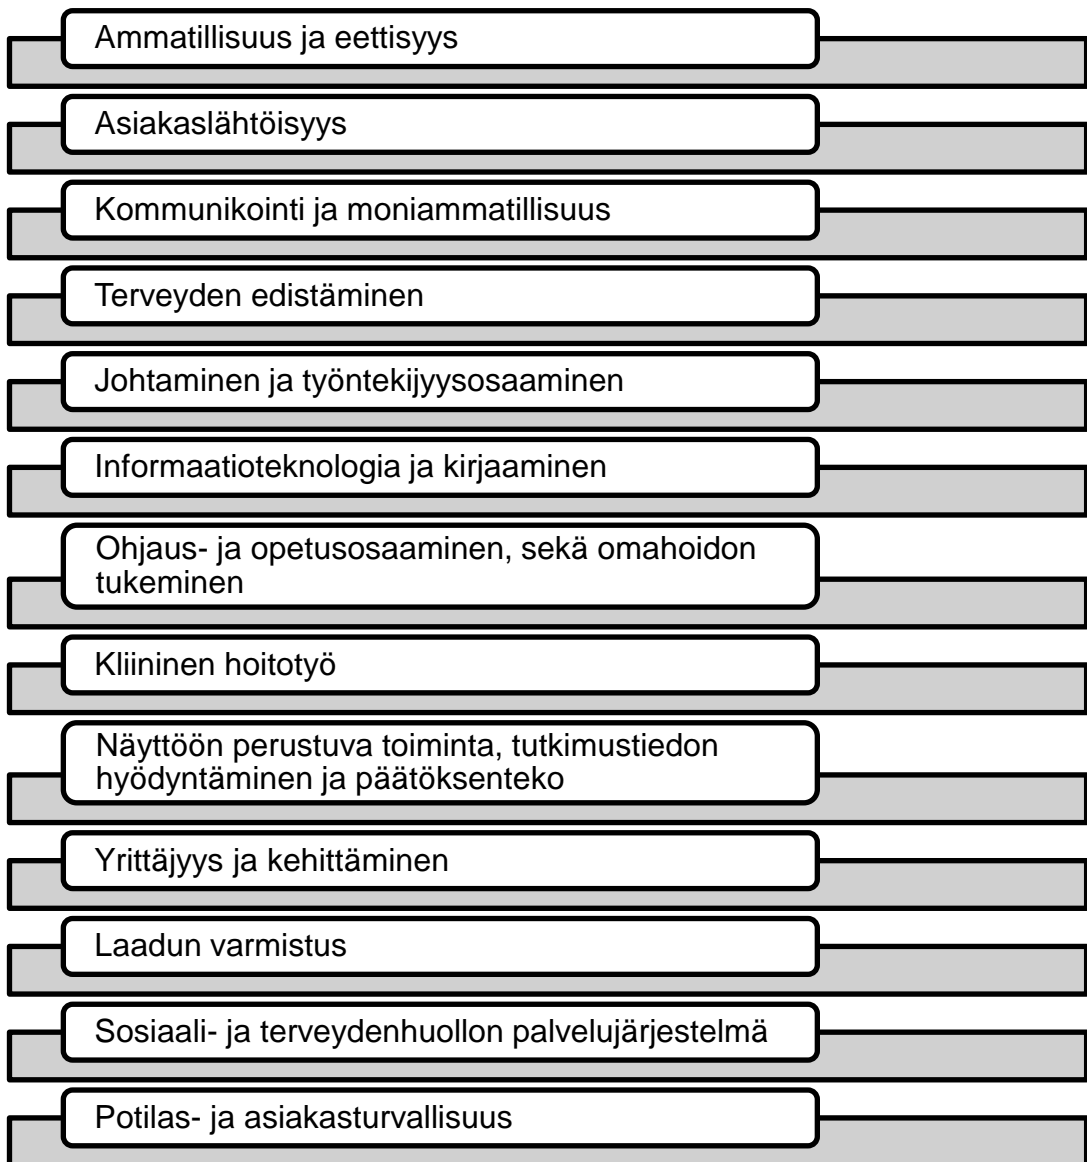 Ammatillisuus ja eettisyys
Asiakaslähtöisyys
Kommunikointi ja moniammatillisuus
Terveyden edistäminen
Johtaminen ja työntekijyysosaaminen
Informaatioteknologia ja kirjaaminen
Ohjaus- ja opetusosaaminen, sekä omahoidon
tukeminen
Kliininen hoitotyö
Näyttöön perustuva toiminta, tutkimustiedon
hyödyntäminen ja päätöksenteko
Yrittäjyys ja kehittäminen
Laadun varmistus
Sosiaali- ja terveydenhuollon palvelujärjestelmä
Potilas- ja asiakasturvallisuus